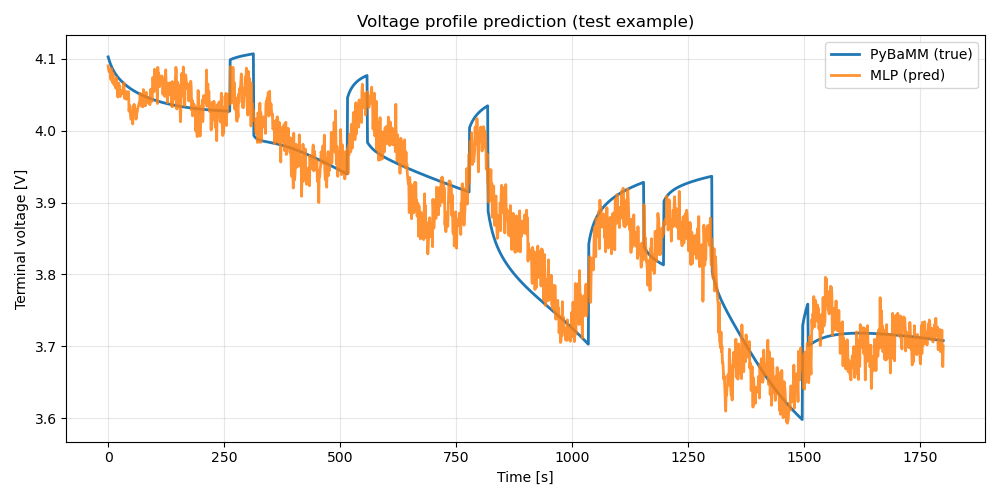 Voltage profile prediction (test example)
PyBaMM (true)
MLP (pred)
Terminal voltage [V]
4.1
4.0
3.9
3.8
3.7
3.6
0
250
500
750
1000
1250
1500
1750
Time [s]